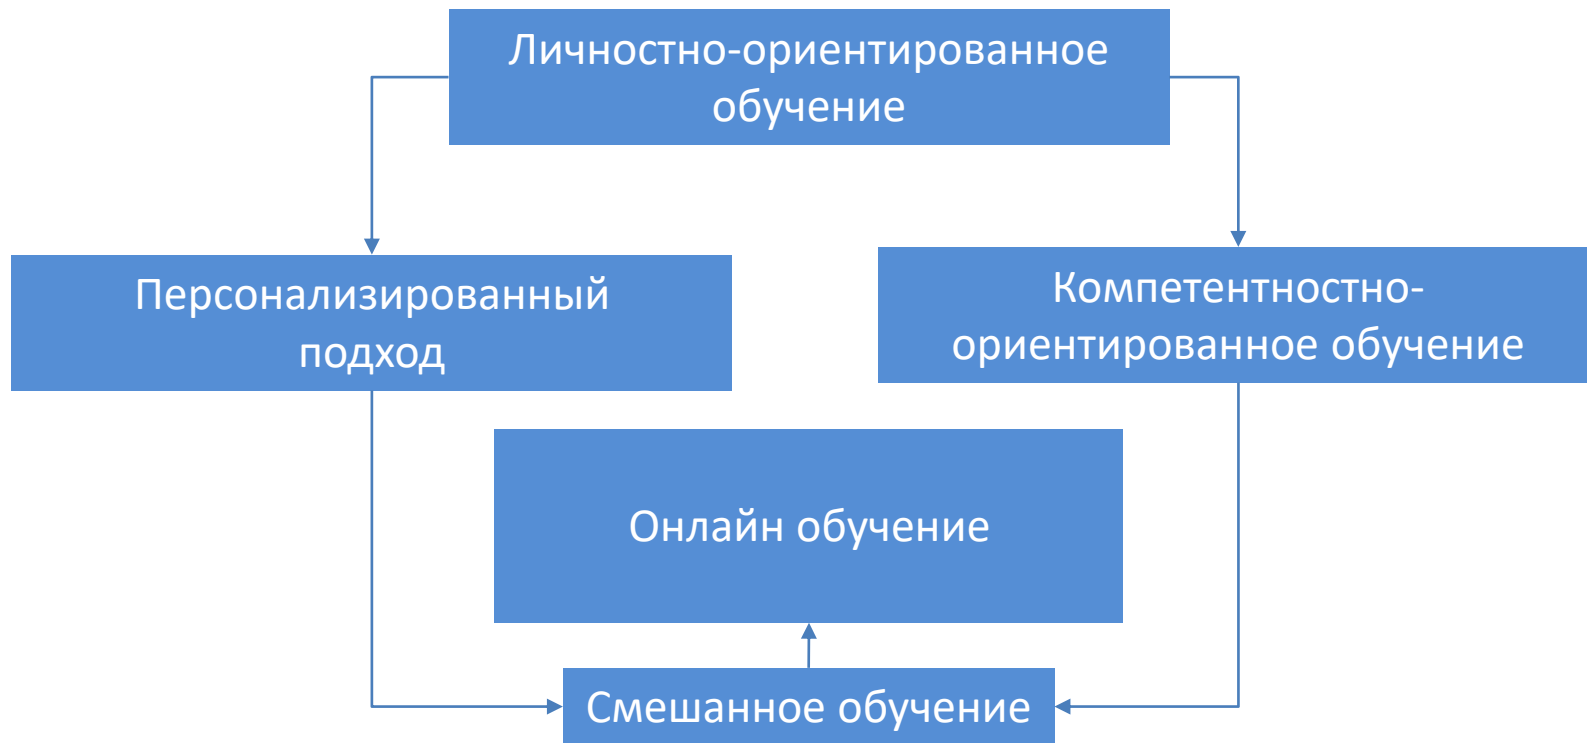 Личностно-ориентированное
обучение
Персонализированный
подход
Компетентностно-
ориентированное обучение
Онлайн обучение
Смешанное обучение